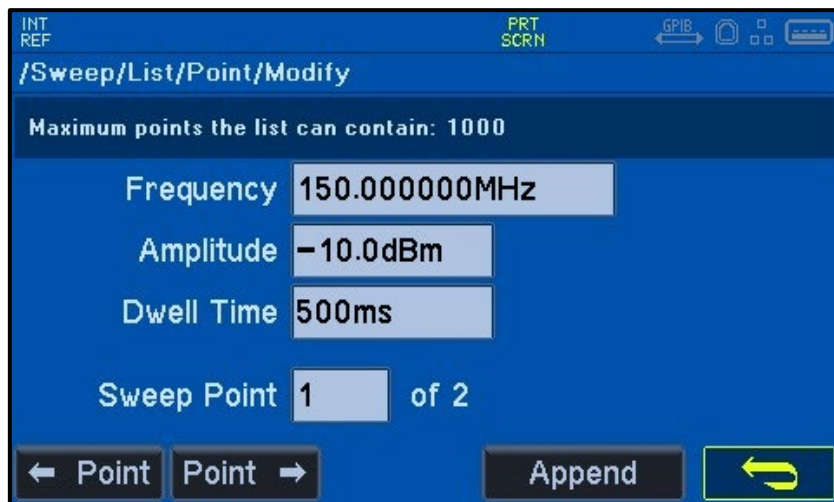 INT PRT GPIB
REF SCRN
/Sweep/List/Point/Modify
Maximum points the list can contain: 1000
Frequency 150.000000MHz
Amplitude -10.0dBm
Dwell Time 500ms
Sweep Point 1 of 2
← Point Point → Append